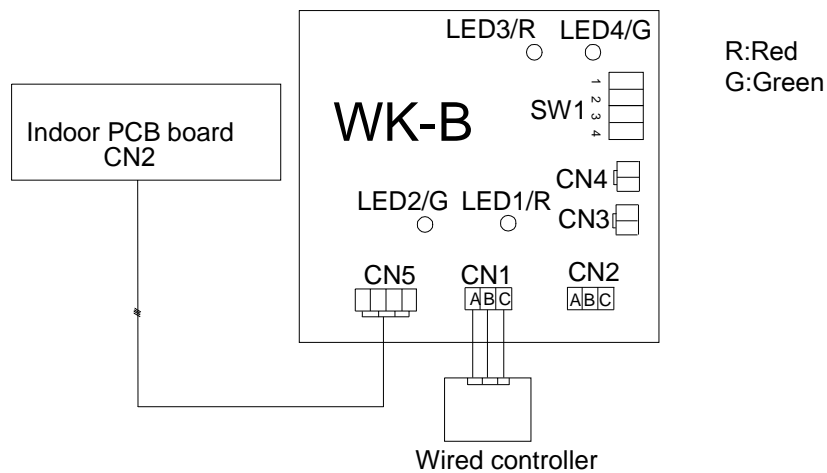 LED3/R LED4/G
R:Red
G:Green
1
2
3
4
SW1
WK-B
Indoor PCB board
CN2
CN4
CN3
LED2/G LED1/R
CN5 CN1 CN2
A B C A B C
Wired controller